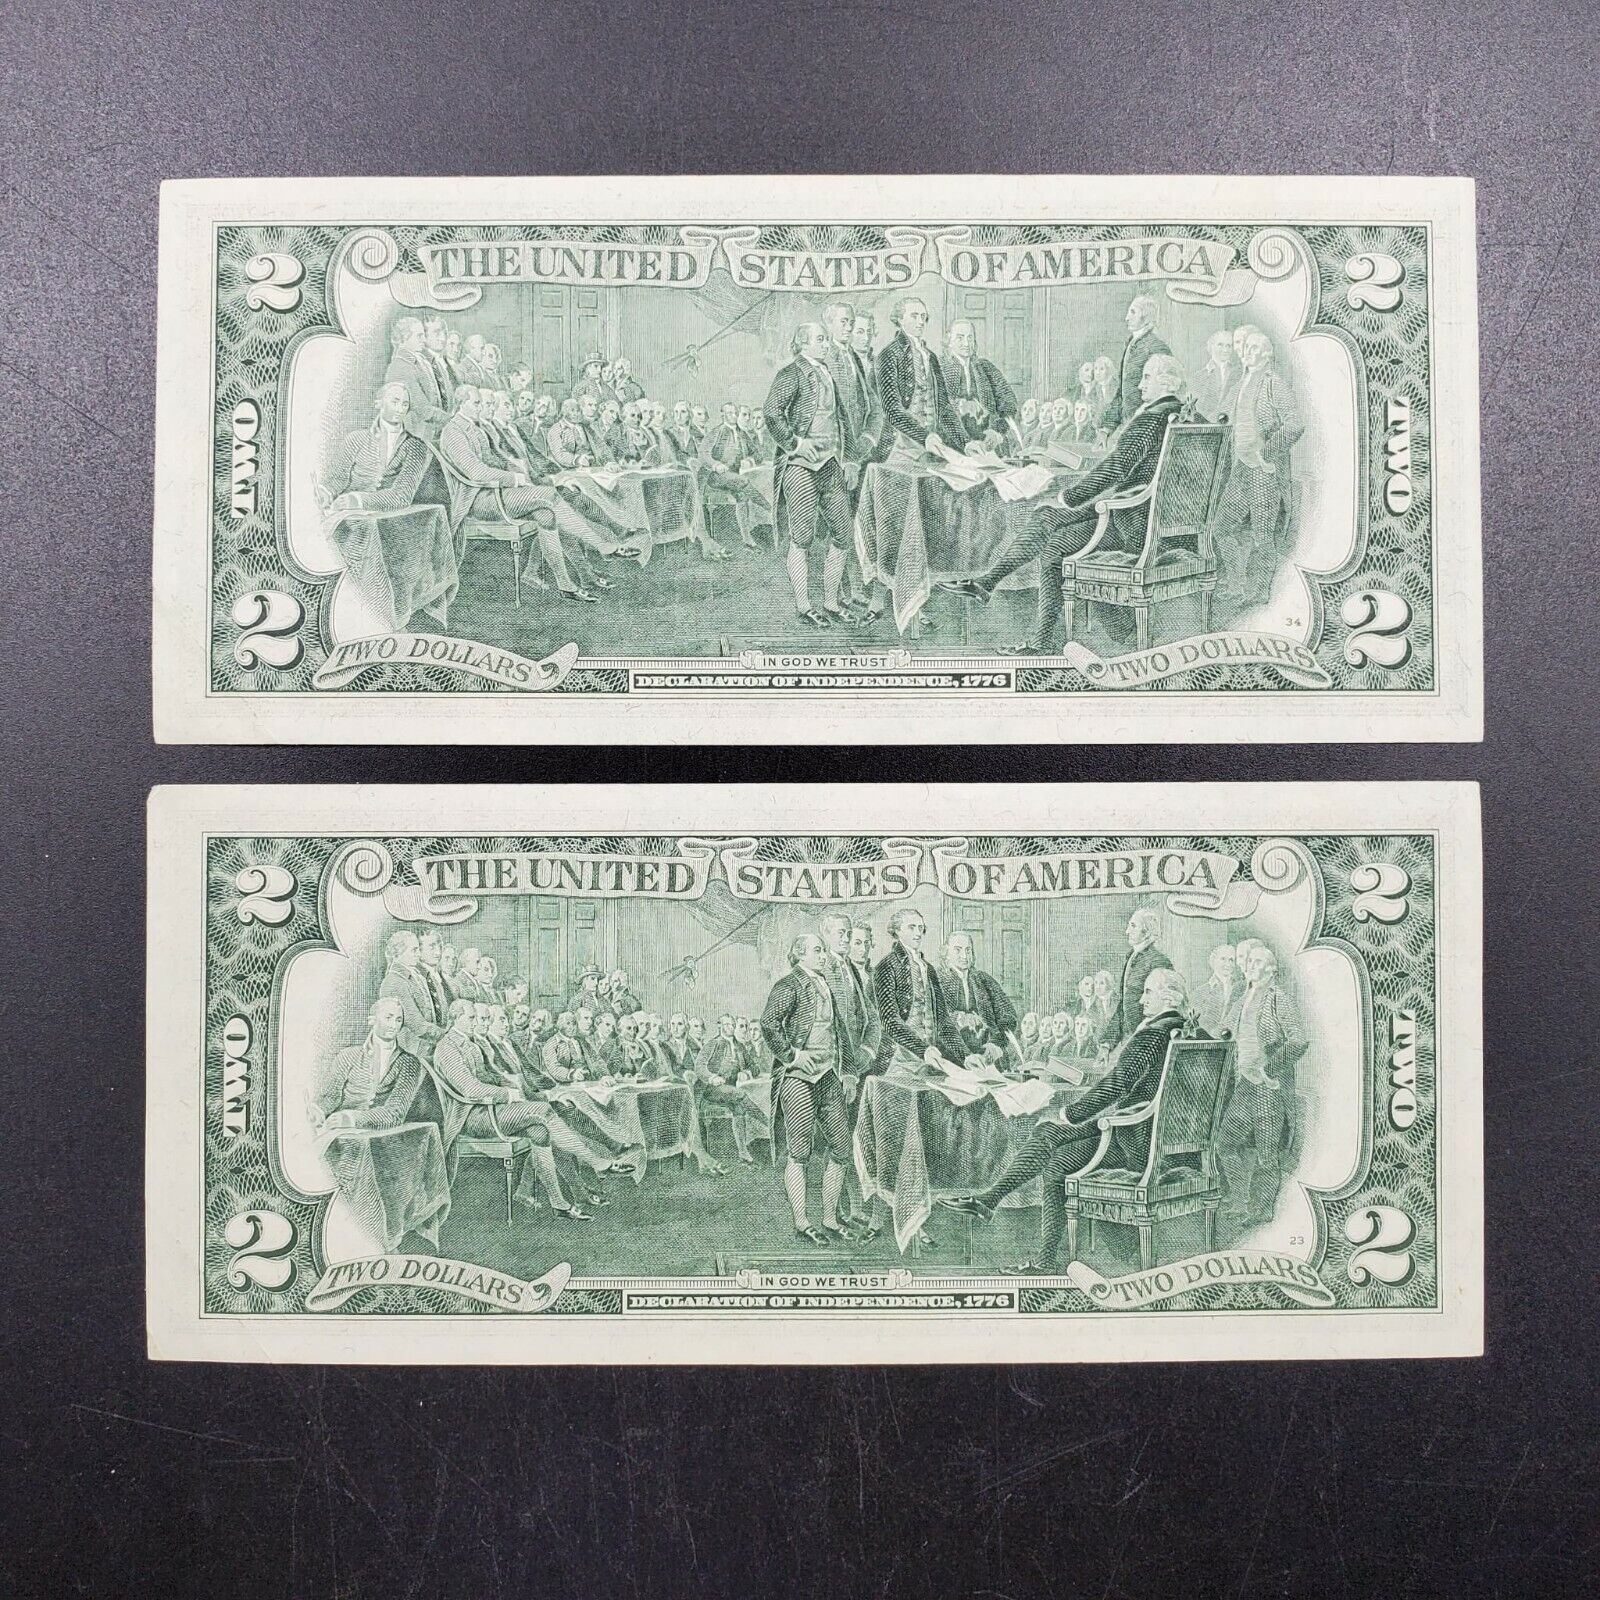 THE UNITED STATES OF AMERICA
2 2
TWO TWO
34
2 2
TWO DOLLARS TWO DOLLARS
IN GOD WE TRUST
DECLARATION OF INDEPENDENCE, 1776
THE UNITED STATES OF AMERICA
2 2
TWO TWO
23
2 2
TWO DOLLARS TWO DOLLARS
IN GOD WE TRUST
DECLARATION OF INDEPENDENCE, 1776